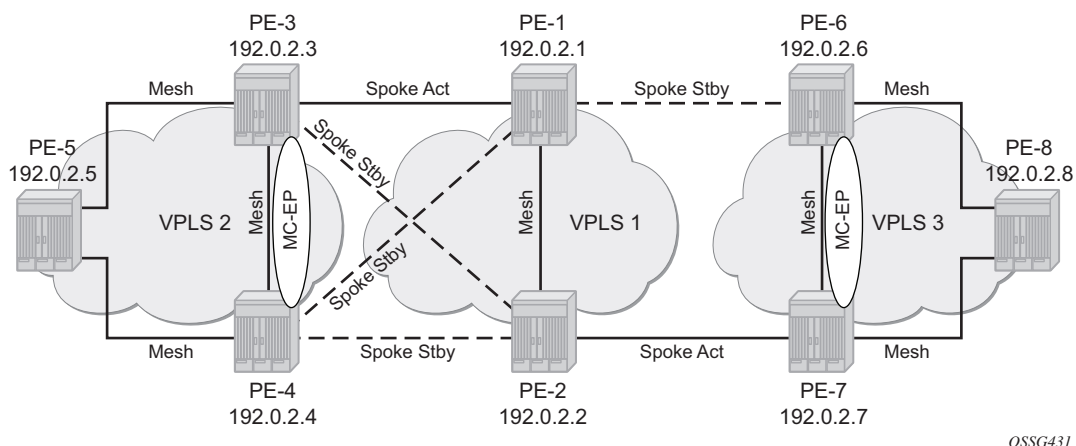 PE-3
192.0.2.3
PE-1
192.0.2.1
PE-6
192.0.2.6
Mesh
Spoke Act
Spoke Stby
Mesh
PE-5
192.0.2.5
PE-8
192.0.2.8
Spoke Stby
VPLS 2
Mesh
MC-EP
Mesh
VPLS 1
Mesh
MC-EP
VPLS 3
Spoke Stby
Mesh
Spoke Stby
Spoke Act
Mesh
PE-4
192.0.2.4
PE-2
192.0.2.2
PE-7
192.0.2.7
OSSG431